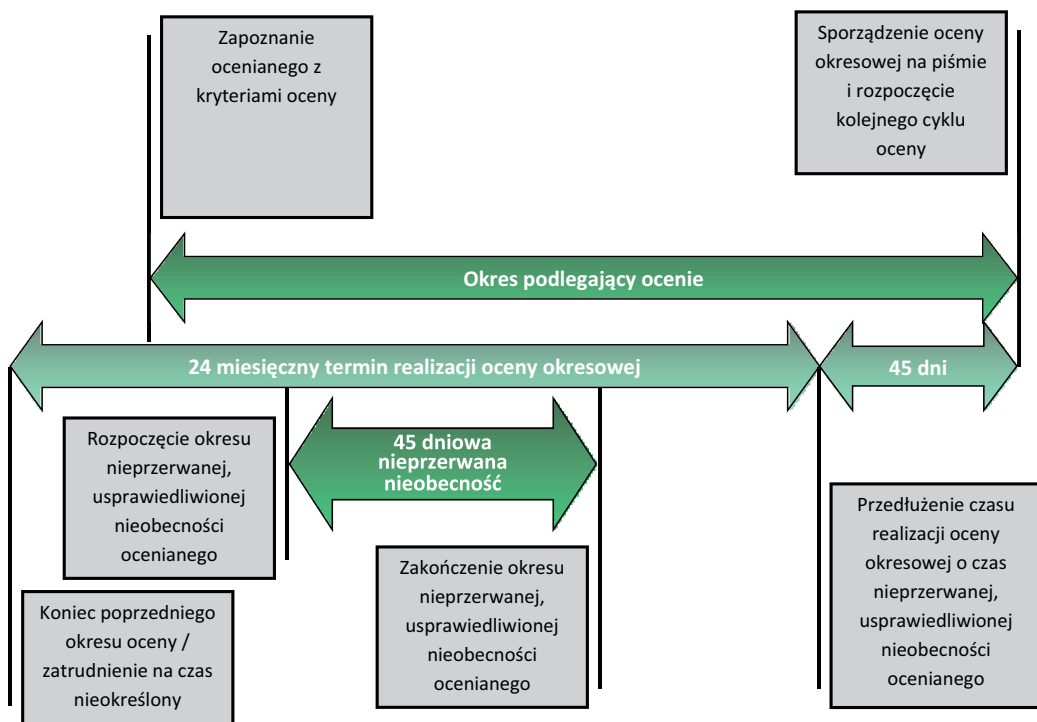 Zapoznanie
ocenianego z
kryteriami oceny
Sporządzenie oceny
okresowej na piśmie
i rozpoczęcie
kolejnego cyklu
oceny
Okres podlegający ocenie
24 miesięczny termin realizacji oceny okresowej
45 dni
Rozpoczęcie okresu
nieprzerwanej,
usprawiedliwionej
nieobecności
ocenianego
45 dniowa
nieprzerwana
nieobecność
Zakończenie okresu
nieprzerwanej,
usprawiedliwionej
nieobecności
ocenianego
Przedłużenie czasu
realizacji oceny
okresowej o czas
nieprzerwanej,
usprawiedliwionej
nieobecności
ocenianego
Koniec poprzedniego
okresu oceny /
zatrudnienie na czas
nieokreślony